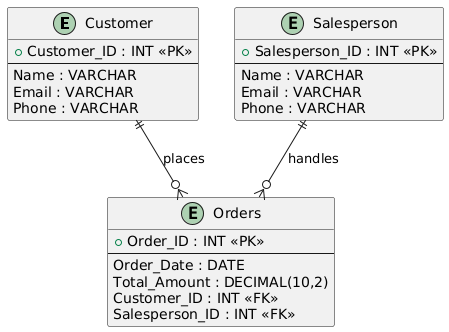 E Customer
+ Customer_ID : INT «PK»
Name : VARCHAR
Email : VARCHAR
Phone : VARCHAR
E Salesperson
+ Salesperson_ID : INT «PK»
Name : VARCHAR
Email : VARCHAR
Phone : VARCHAR
places
handles
E Orders
+ Order_ID : INT «PK»
Order_Date : DATE
Total_Amount : DECIMAL(10,2)
Customer_ID : INT «FK»
Salesperson_ID : INT «FK»